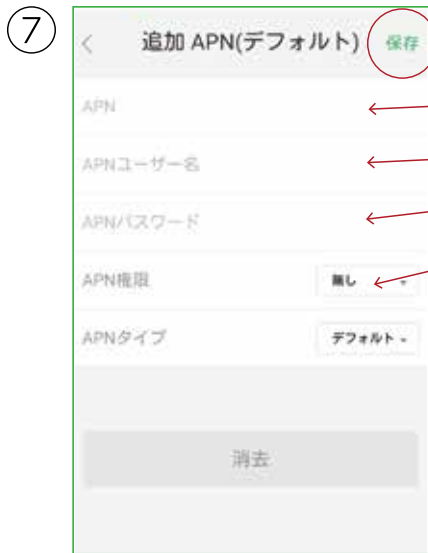 ⑦
追加 APN(デフォルト) 保存
APN
APNユーザー名
APNパスワード
APN権限 無し
APNタイプ デフォルト
消去